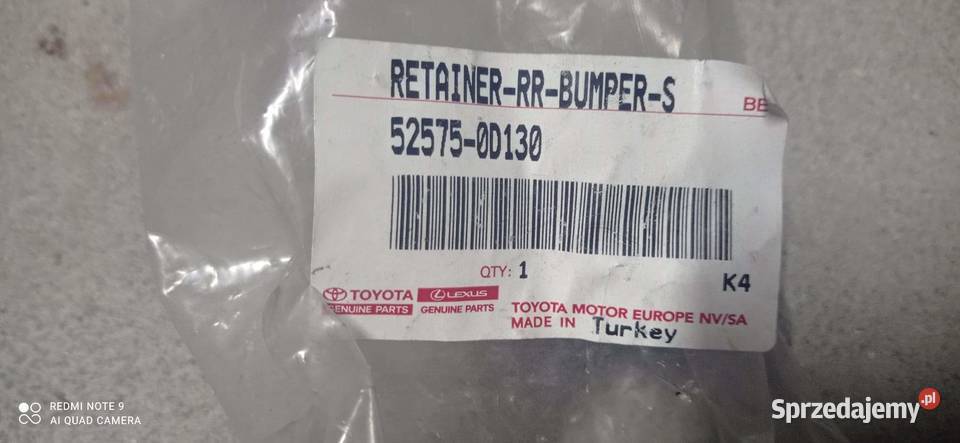 RETAINER-RR-BUMPER-S
BE
52575-0D130
QTY: 1
K4
TOYOTA
GENUINE PARTS
LEXUS
GENUINE PARTS
TOYOTA MOTOR EUROPE NV/SA
MADE IN Turkey
REDMI NOTE 9
AI QUAD CAMERA
Sprzedajemy.pl